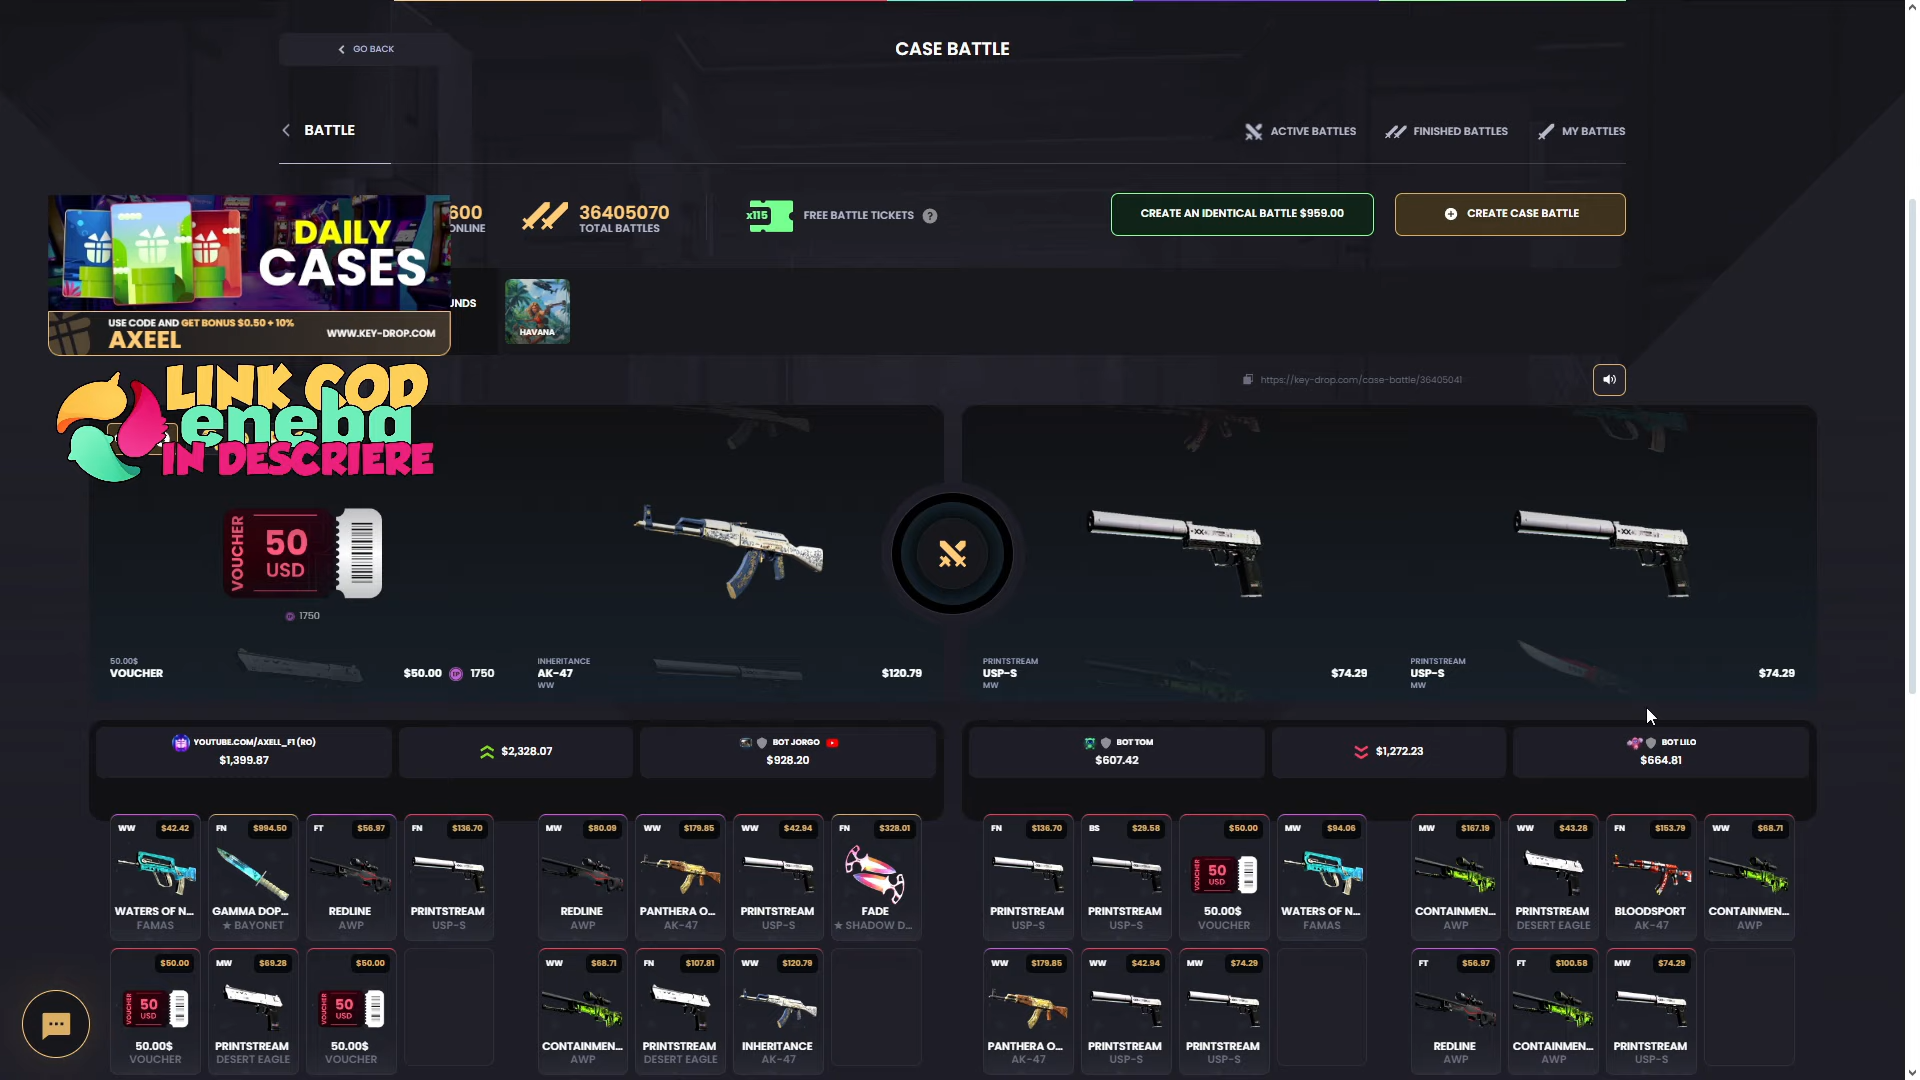 GO BACK
CASE BATTLE
BATTLE
ACTIVE BATTLES
FINISHED BATTLES
MY BATTLES
600
ONLINE
36405070
TOTAL BATTLES
x115
FREE BATTLE TICKETS ?
CREATE AN IDENTICAL BATTLE $959.00
CREATE CASE BATTLE
DAILY
CASES
USE CODE AND GET BONUS $0.50 + 10%
AXEEL
WWW.KEY-DROP.COM
HAVANA
https://key-drop.com/case-battle/36405041
LINK COD
eneba
IN DESCRIERE
VOUCHER
50
USD
1750
50.00$
VOUCHER
$50.00 1750
INHERITANCE
AK-47
WW
$120.79
PRINTSTREAM
USP-S
MW
$74.29
PRINTSTREAM
USP-S
MW
$74.29
YOUTUBE.COM/AXELL_F1 (RO)
$1,399.87
$2,328.07
BOT JORGO
$928.20
BOT TOM
$607.42
$1,272.23
BOT LILO
$664.81
WW $42.42
WATERS OF N...
FAMAS
FN $994.50
GAMMA DOP...
★ BAYONET
FT $56.97
REDLINE
AWP
FN $136.70
PRINTSTREAM
USP-S
MW $80.09
REDLINE
AWP
WW $179.85
PANTHERA O...
AK-47
WW $42.94
PRINTSTREAM
USP-S
FN $328.01
FADE
★ SHADOW D...
FN $136.70
PRINTSTREAM
USP-S
BS $29.58
PRINTSTREAM
USP-S
$50.00
50
USD
50.00$
VOUCHER
MW $94.06
WATERS OF N...
FAMAS
MW $167.19
CONTAINMEN...
AWP
WW $43.28
PRINTSTREAM
DESERT EAGLE
FN $153.79
BLOODSPORT
AK-47
WW $68.71
CONTAINMEN...
AWP
$50.00
50
USD
50.00$
VOUCHER
MW $69.28
PRINTSTREAM
DESERT EAGLE
$50.00
50
USD
50.00$
VOUCHER
WW $68.71
CONTAINMEN...
AWP
FN $107.81
PRINTSTREAM
DESERT EAGLE
WW $120.79
INHERITANCE
AK-47
WW $179.85
PANTHERA O...
AK-47
WW $42.94
PRINTSTREAM
USP-S
MW $74.29
PRINTSTREAM
USP-S
FT $56.97
REDLINE
AWP
FT $100.58
CONTAINMEN...
AWP
MW $74.29
PRINTSTREAM
USP-S